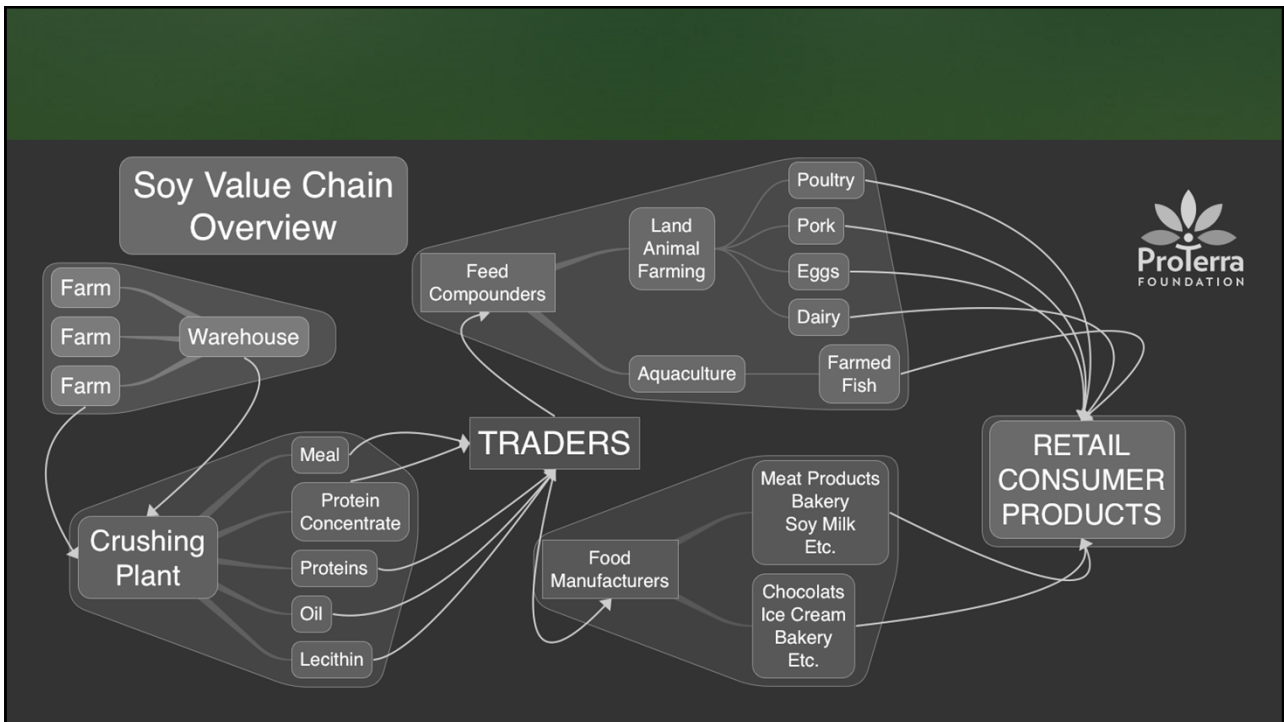 Soy Value Chain
Overview
Farm
Farm
Farm
Warehouse
Crushing
Plant
Meal
Protein
Concentrate
Proteins
Oil
Lecithin
TRADERS
Feed
Compounders
Land
Animal
Farming
Poultry
Pork
Eggs
Dairy
Aquaculture
Farmed
Fish
Food
Manufacturers
Meat Products
Bakery
Soy Milk
Etc.
Chocolats
Ice Cream
Bakery
Etc.
RETAIL
CONSUMER
PRODUCTS
ProTerra
FOUNDATION